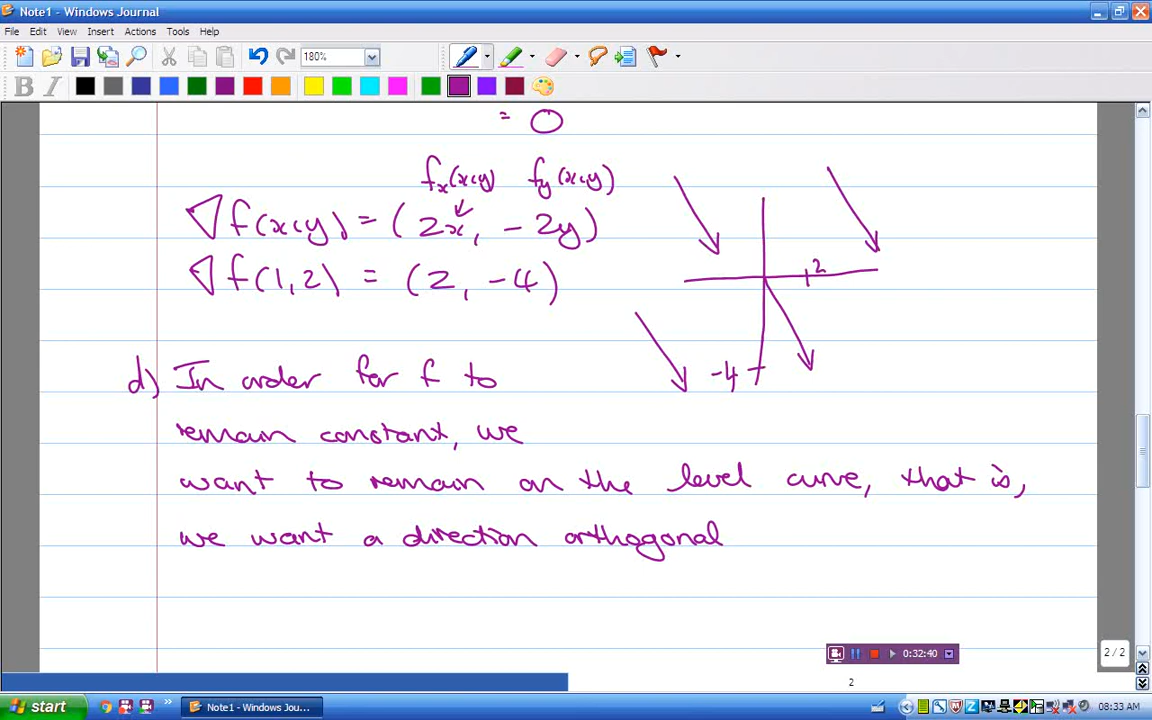 Note1 - Windows Journal
File Edit View Insert Actions Tools Help
180%
B I
= 0
fx(x,y) fy(x,y)
∇f(x,y) = (2x, -2y)
∇f(1,2) = (2, -4)
2
-4
d) In order for f to
remain constant, we
want to remain on the level curve, that is,
we want a direction orthogonal
0:32:40
2/2
2
start
Note1 - Windows Jou...
08:33 AM